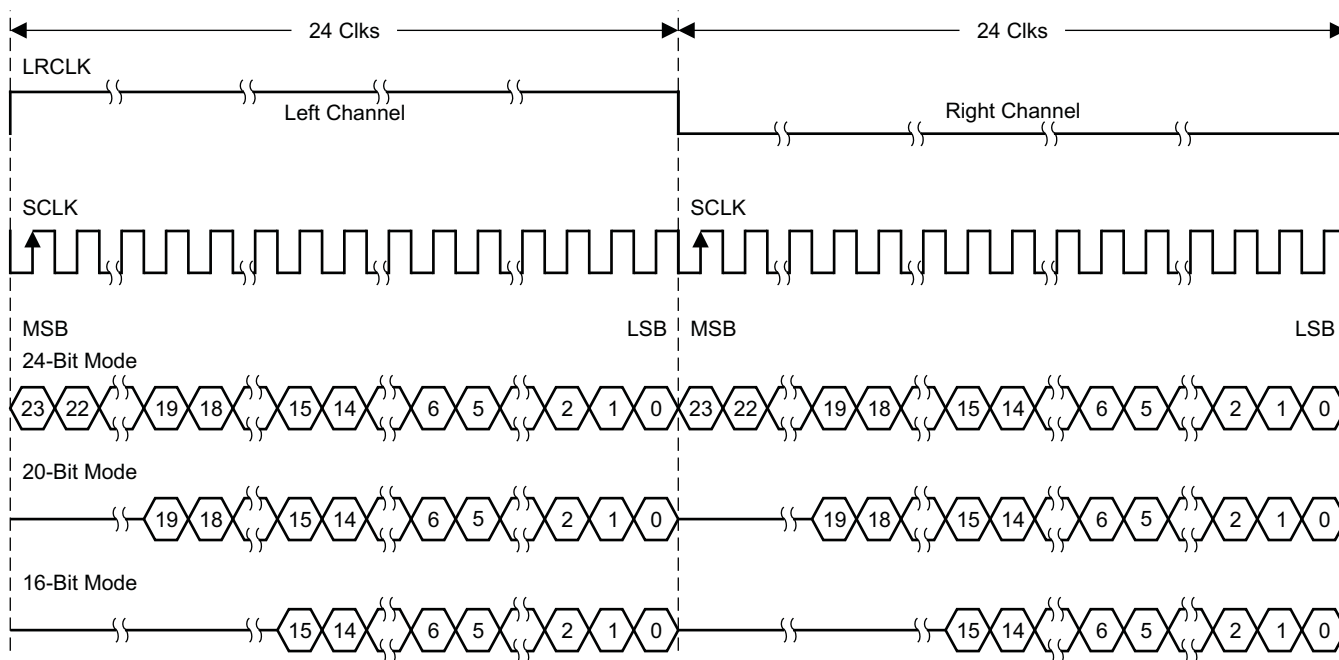 24 Clks 24 Clks
LRCLK
Left Channel Right Channel
SCLK SCLK
MSB LSB MSB LSB
24-Bit Mode
23 22 19 18 15 14 6 5 2 1 0 23 22 19 18 15 14 6 5 2 1 0
20-Bit Mode
19 18 15 14 6 5 2 1 0 19 18 15 14 6 5 2 1 0
16-Bit Mode
15 14 6 5 2 1 0 15 14 6 5 2 1 0